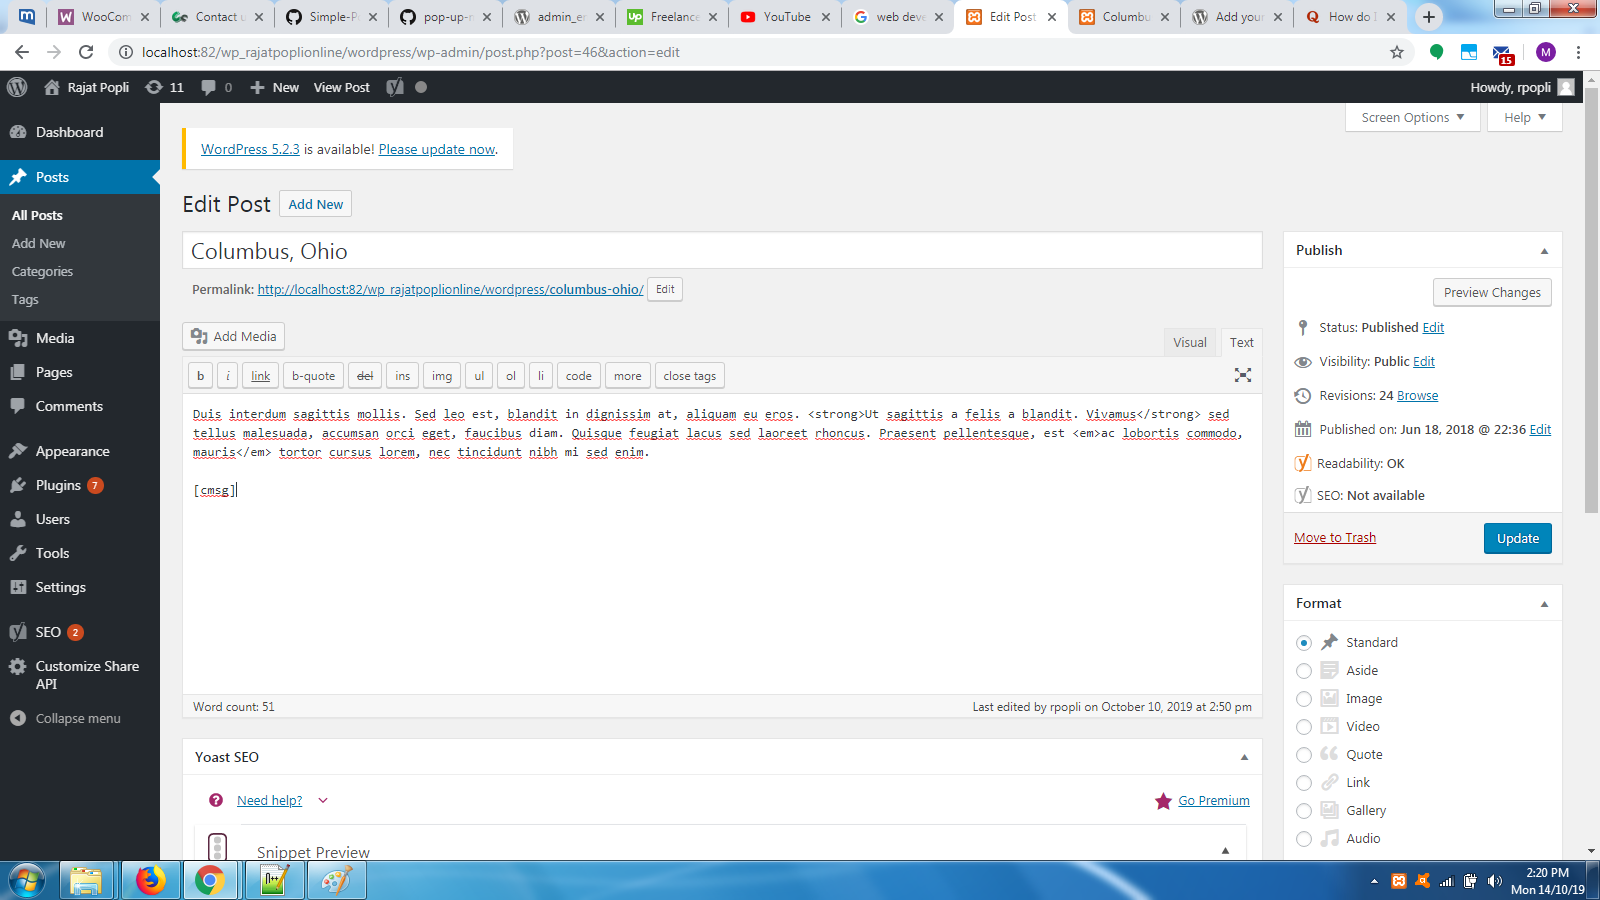 WooCom
Contact u
Simple-P
pop-up-n
admin_er
Freelance
YouTube
web deve
Edit Post
Columbu
Add your
How do I
localhost:82/wp_rajatpoplionline/wordpress/wp-admin/post.php?post=46&action=edit
15
M
Rajat Popli
11
0
New
View Post
Howdy, rpopli
Dashboard
Posts
All Posts
Add New
Categories
Tags
Media
Pages
Comments
Appearance
Plugins 7
Users
Tools
Settings
SEO 2
Customize Share
API
Collapse menu
Screen Options
Help
WordPress 5.2.3 is available! Please update now.
Edit Post
Add New
Columbus, Ohio
Permalink: http://localhost:82/wp_rajatpoplionline/wordpress/columbus-ohio/
Edit
Add Media
Visual
Text
b
i
link
b-quote
del
ins
img
ul
ol
li
code
more
close tags
Duis interdum sagittis mollis. Sed leo est, blandit in dignissim at, aliquam eu eros. <strong>Ut sagittis a felis a blandit. Vivamus</strong> sed
tellus malesuada, accumsan orci eget, faucibus diam. Quisque feugiat lacus sed laoreet rhoncus. Praesent pellentesque, est <em>ac lobortis commodo,
mauris</em> tortor cursus lorem, nec tincidunt nibh mi sed enim.
[cmsg]
Word count: 51
Last edited by rpopli on October 10, 2019 at 2:50 pm
Yoast SEO
Need help?
Go Premium
Snippet Preview
Publish
Preview Changes
Status: Published Edit
Visibility: Public Edit
Revisions: 24 Browse
Published on: Jun 18, 2018 @ 22:36 Edit
Readability: OK
SEO: Not available
Move to Trash
Update
Format
Standard
Aside
Image
Video
Quote
Link
Gallery
Audio
2:20 PM
Mon 14/10/19